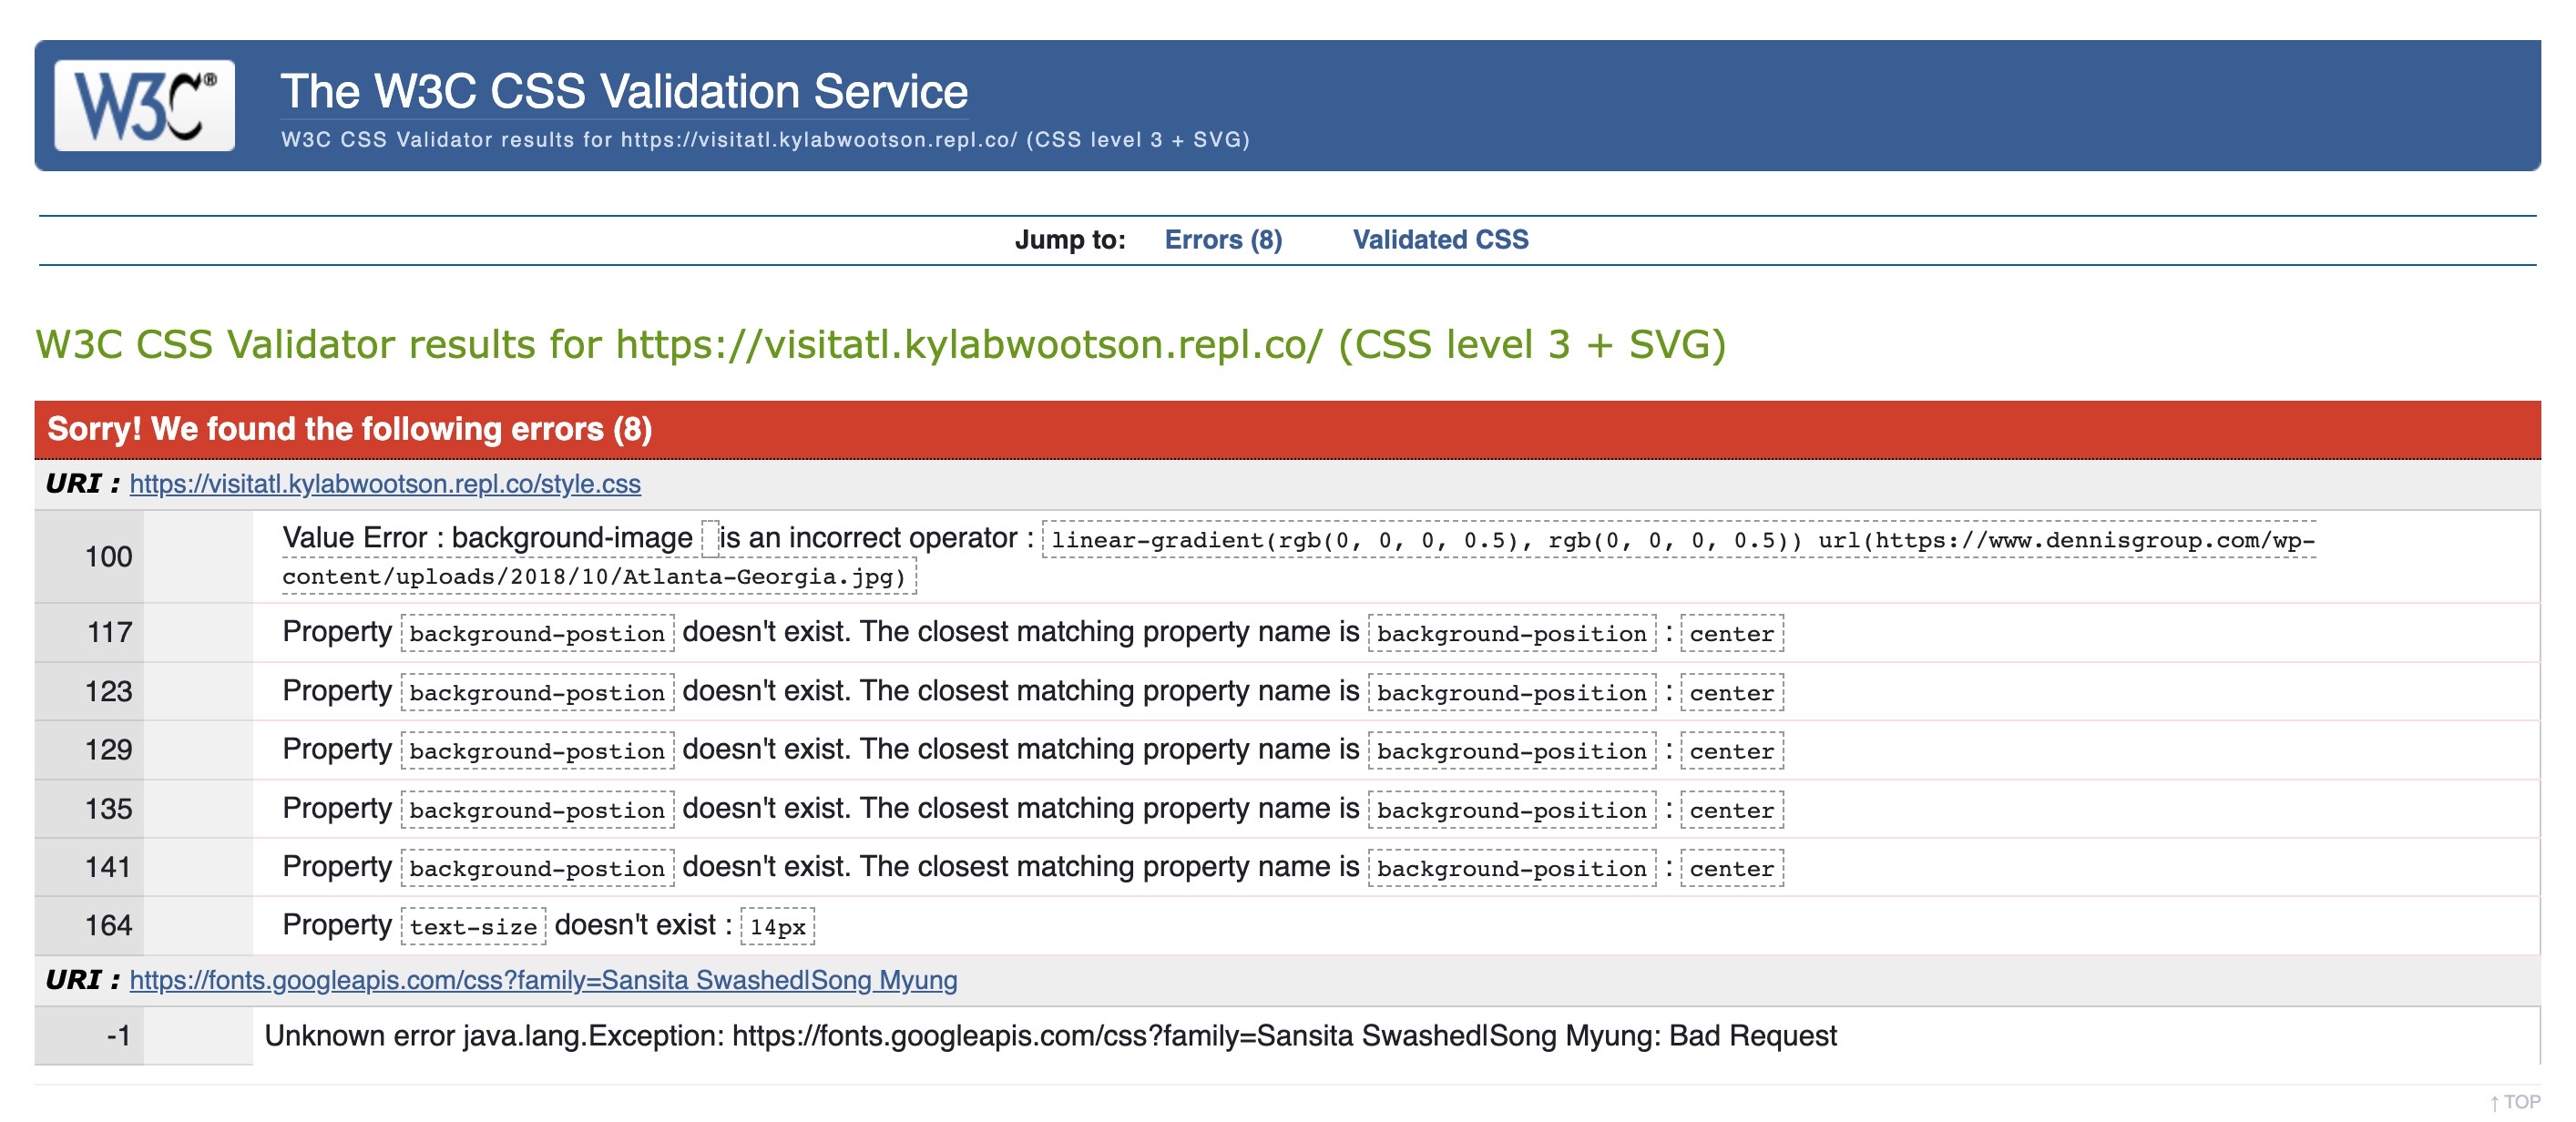 W3C®
The W3C CSS Validation Service
W3C CSS Validator results for https://visitatl.kylabwootson.repl.co/ (CSS level 3 + SVG)
Jump to: Errors (8) Validated CSS
W3C CSS Validator results for https://visitatl.kylabwootson.repl.co/ (CSS level 3 + SVG)
Sorry! We found the following errors (8)
URI : https://visitatl.kylabwootson.repl.co/style.css
100 Value Error : background-image is an incorrect operator : linear-gradient(rgb(0, 0, 0, 0.5), rgb(0, 0, 0, 0.5)) url(https://www.dennisgroup.com/wp-
content/uploads/2018/10/Atlanta-Georgia.jpg)
117 Property background-postion doesn't exist. The closest matching property name is background-position : center
123 Property background-postion doesn't exist. The closest matching property name is background-position : center
129 Property background-postion doesn't exist. The closest matching property name is background-position : center
135 Property background-postion doesn't exist. The closest matching property name is background-position : center
141 Property background-postion doesn't exist. The closest matching property name is background-position : center
164 Property text-size doesn't exist : 14px
URI : https://fonts.googleapis.com/css?family=Sansita Swashed|Song Myung
-1 Unknown error java.lang.Exception: https://fonts.googleapis.com/css?family=Sansita Swashed|Song Myung: Bad Request
↑ TOP